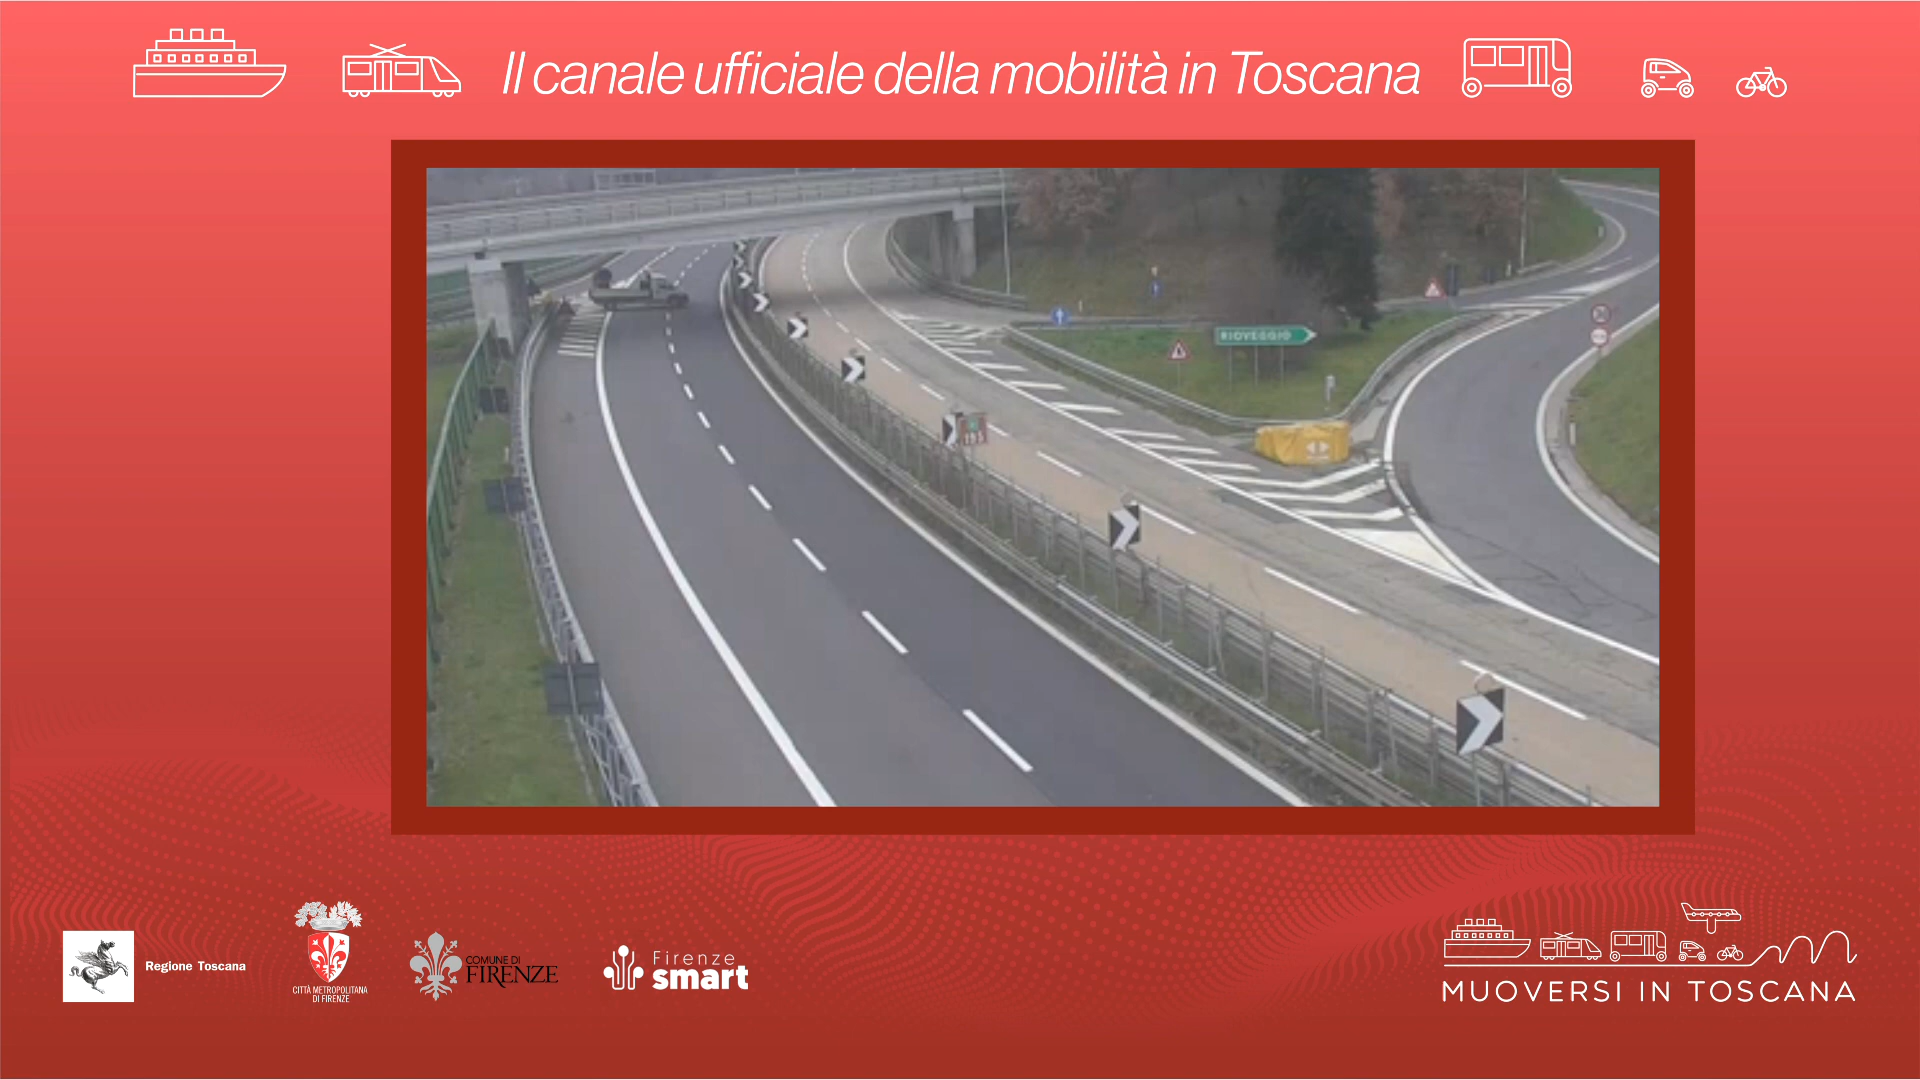 Il canale ufficiale della mobilità in Toscana
RIOVEGGIO
Regione Toscana
CITTÀ METROPOLITANA
DI FIRENZE
COMUNE DI
FIRENZE
Firenze
smart
MUOVERSI IN TOSCANA